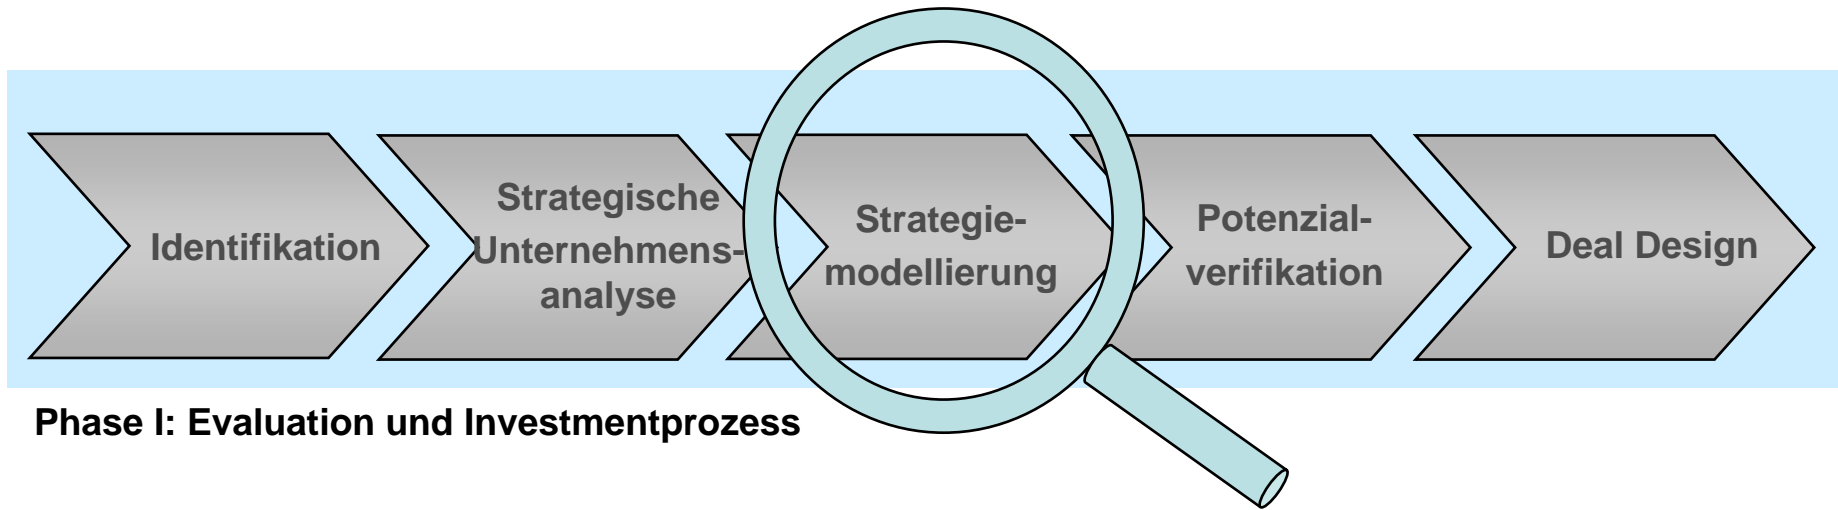 Identifikation
Strategische
Unternehmens-
analyse
Strategie-
modellierung
Potenzial-
verifikation
Deal Design
Phase I: Evaluation und Investmentprozess